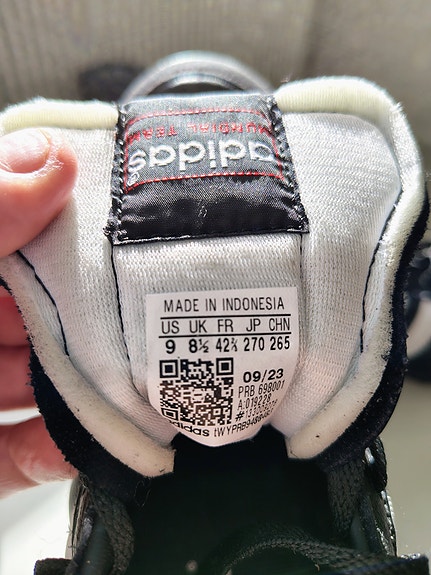 adidas
MUNDIAL TEAM
MADE IN INDONESIA
US UK FR JP CHN
9 8½ 42⅔ 270 265
09/23
PRB 698001
A:019228
adidas